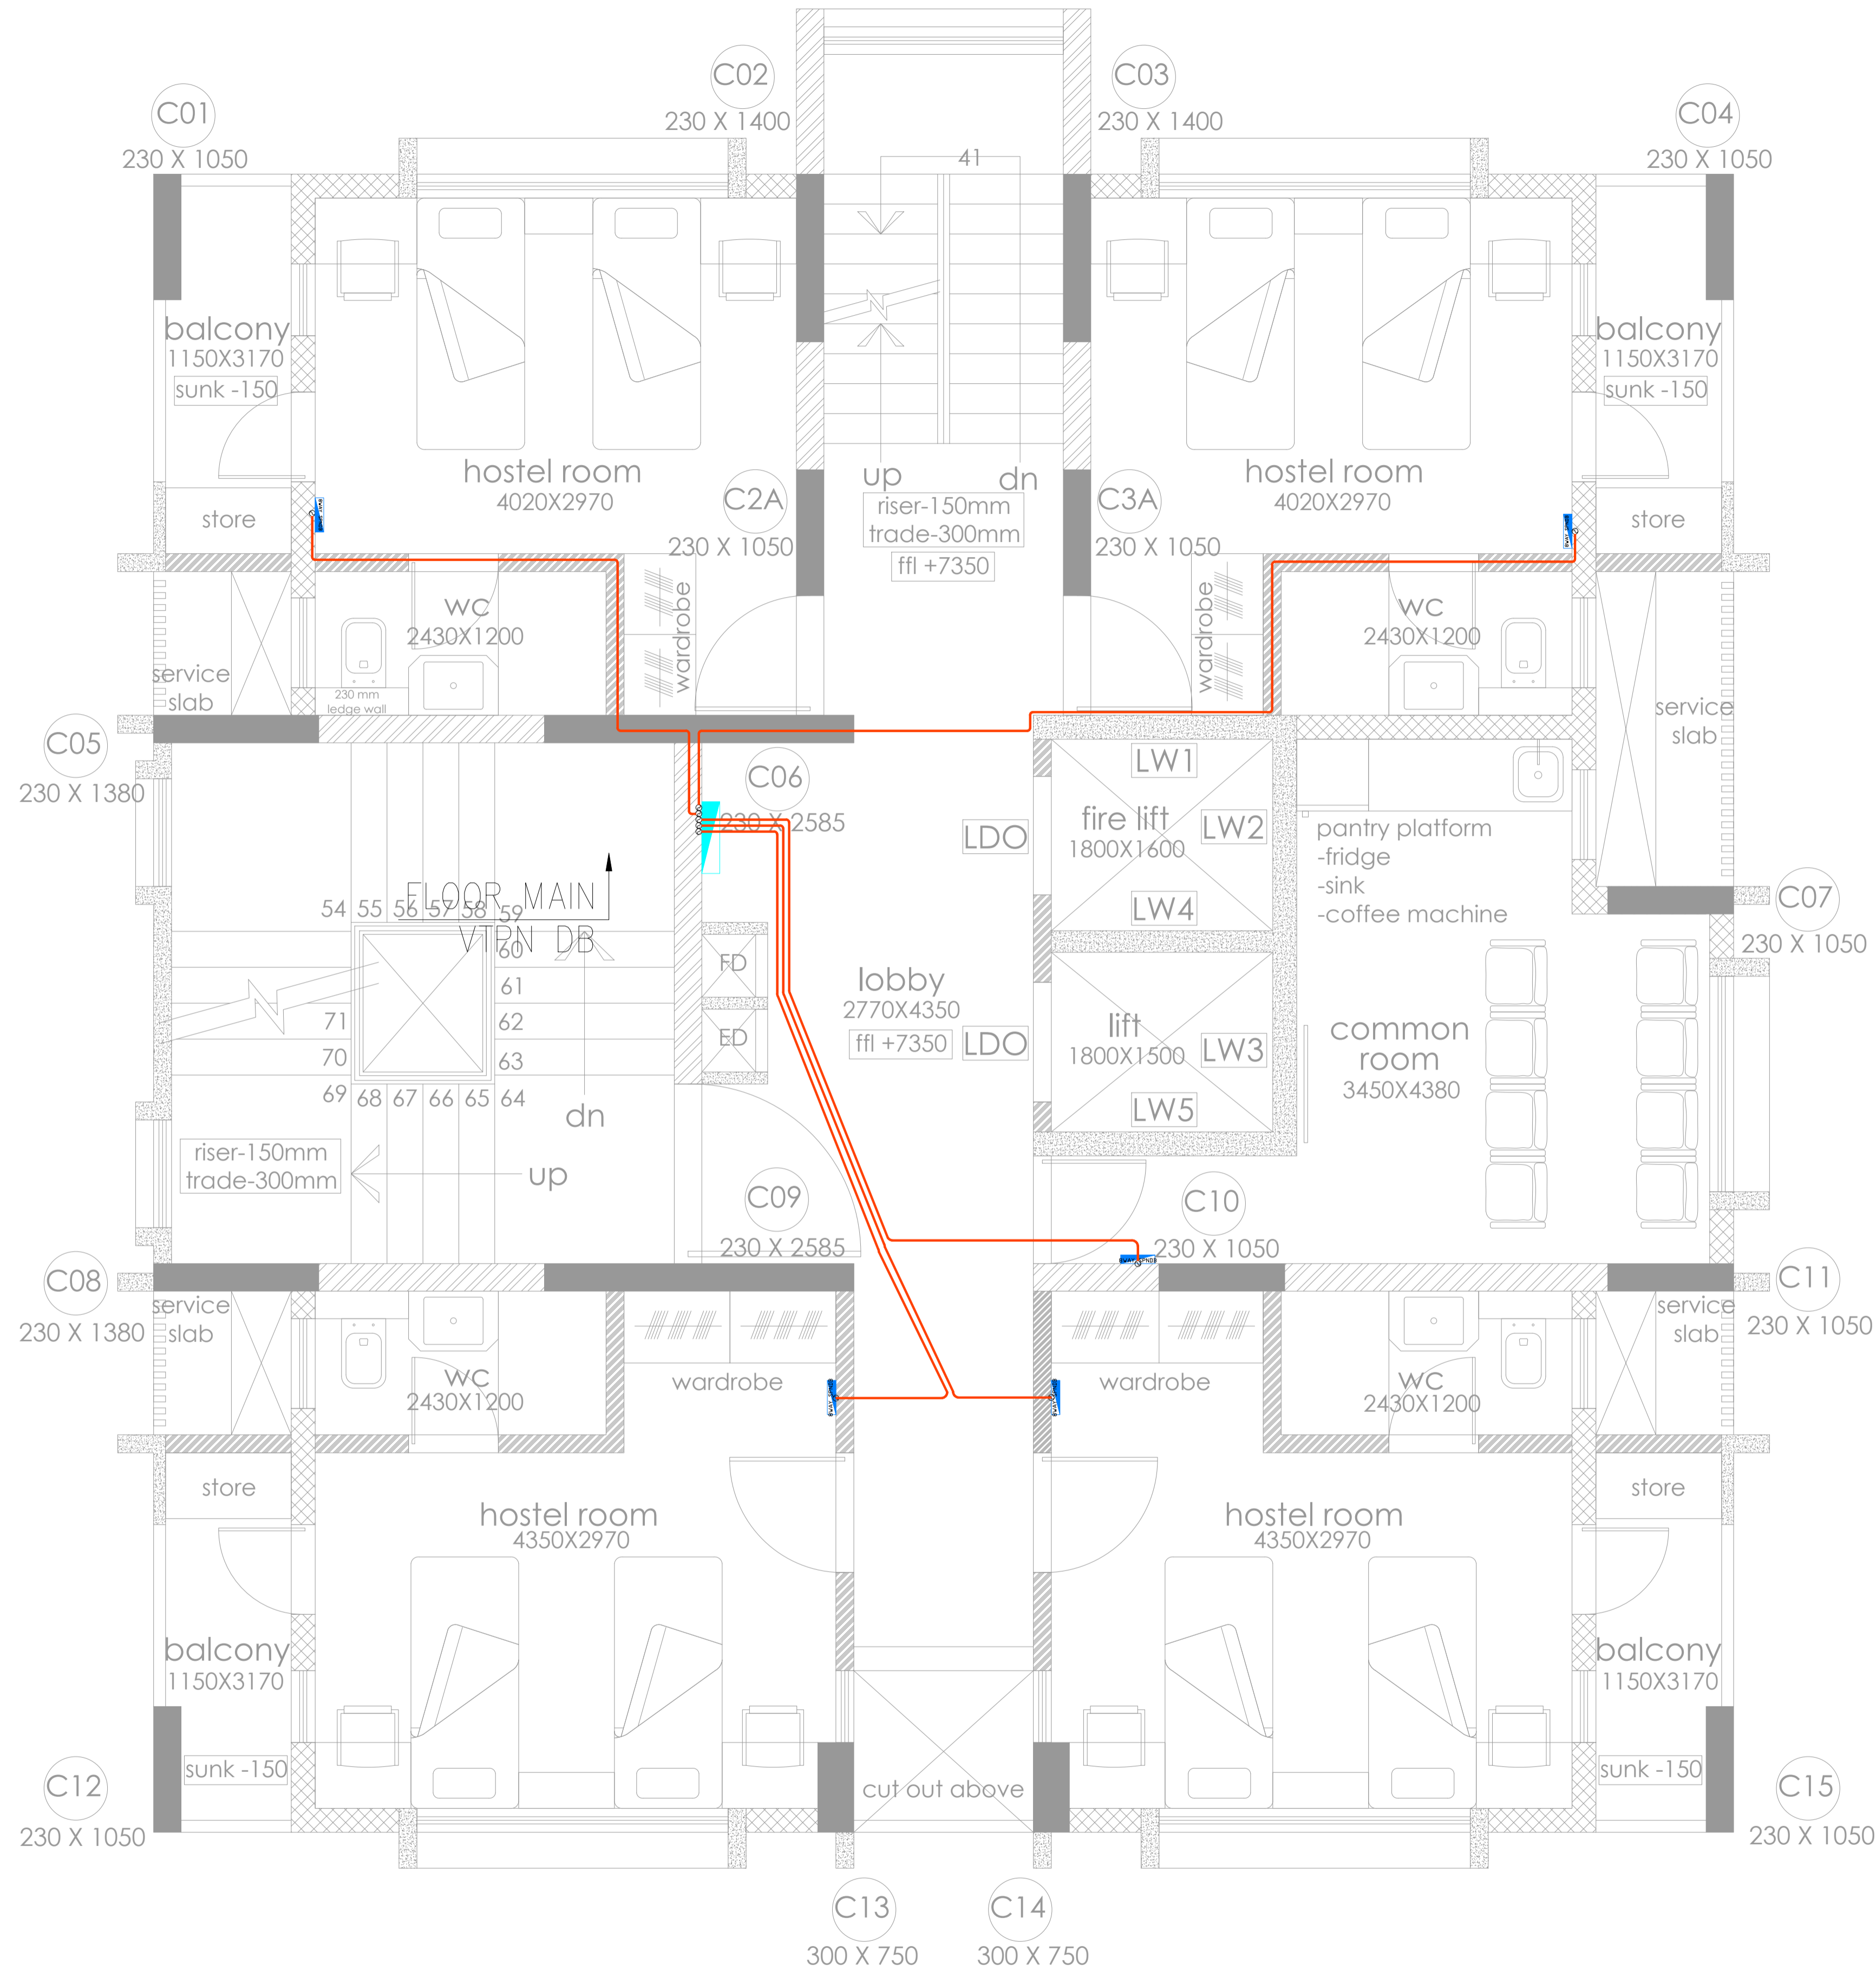 C02
C03
230 X 1400
230 X 1400
C01
C04
230 X 1050
230 X 1050
41
balcony
1150X3170
sunk -150
balcony
1150X3170
sunk -150
hostel room
4020X2970
hostel room
4020X2970
up
dn
C2A
230 X 1050
C3A
230 X 1050
riser-150mm
trade-300mm
ffl +7350
store
store
wardrobe
wardrobe
WC
2430X1200
WC
2430X1200
service
slab
230 mm
ledge wall
service
slab
C05
230 X 1380
C06
230 X 2585
LW1
fire lift
1800X1600
LW2
LDO
LW4
pantry platform
-fridge
-sink
-coffee machine
C07
230 X 1050
FLOOR MAIN
VTPN DB
54
55
56
57
58
59
60
61
62
63
64
65
66
67
68
69
70
71
FD
ED
lobby
2770X4350
ffl +7350
LDO
lift
1800X1500
LW3
LW5
common
room
3450X4380
dn
riser-150mm
trade-300mm
up
C09
230 X 2585
C10
230 X 1050
8WAY SPNDB
C08
230 X 1380
C11
230 X 1050
service
slab
service
slab
WC
2430X1200
wardrobe
8WAY SPNDB
wardrobe
8WAY SPNDB
WC
2430X1200
store
store
hostel room
4350X2970
hostel room
4350X2970
balcony
1150X3170
sunk -150
balcony
1150X3170
sunk -150
cut out above
C12
230 X 1050
C15
230 X 1050
C13
300 X 750
C14
300 X 750